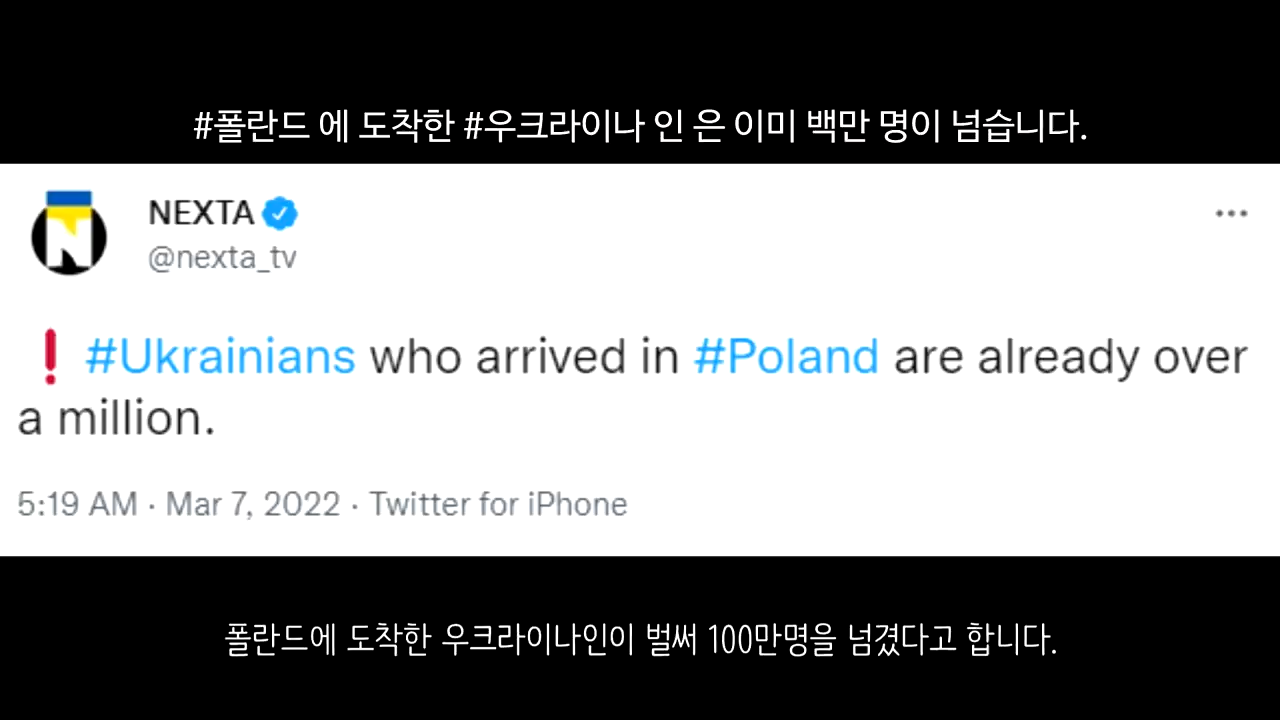 #폴란드 에 도착한 #우크라이나 인 은 이미 백만 명이 넘습니다.
NEXTA
@nexta_tv
❗ #Ukrainians who arrived in #Poland are already over
a million.
5:19 AM · Mar 7, 2022 · Twitter for iPhone
폴란드에 도착한 우크라이나인이 벌써 100만명을 넘겼다고 합니다.